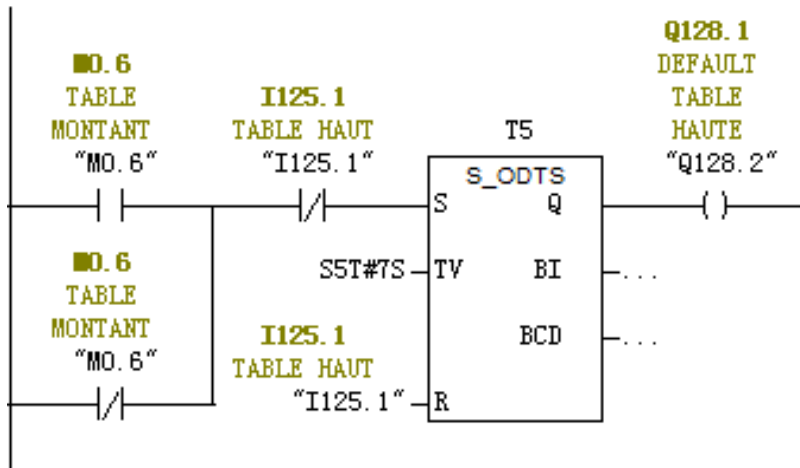 Q128.1
DEFAULT
TABLE
HAUTE
"Q128.2"
M0.6
TABLE
MONTANT
"M0.6"
I125.1
TABLE HAUT
"I125.1"
T5
S_ODTS
S
Q
S5T#7S
TV
BI
...
BCD
...
M0.6
TABLE
MONTANT
"M0.6"
I125.1
TABLE HAUT
"I125.1"
R